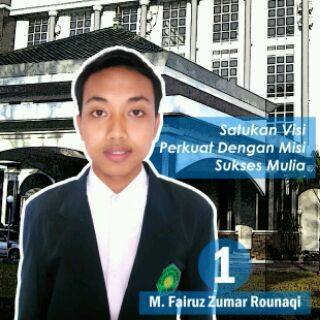 Satukan Visi
Perkuat Dengan Misi
Sukses Mulia
1
M. Fairuz Zumar Rounaqi